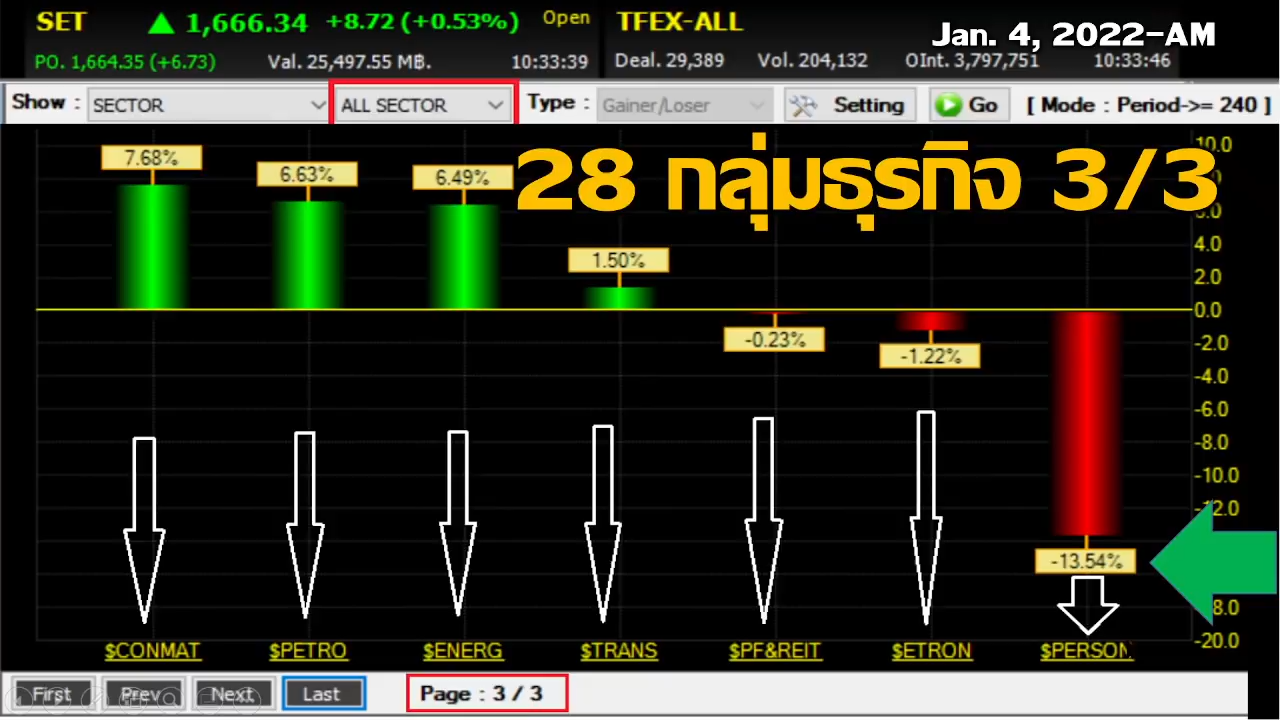 SET ▲ 1,666.34 +8.72 (+0.53%) Open
PO. 1,664.35 (+6.73) Val. 25,497.55 M฿. 10:33:39
TFEX-ALL
Deal. 29,389 Vol. 204,132 OInt. 3,797,751 10:33:46
Jan. 4, 2022-AM
Show : SECTOR ALL SECTOR Type : Gainer/Loser Setting Go [ Mode : Period->= 240 ]
28 กลุ่มธุรกิจ 3/3
7.68% 6.63% 6.49% 1.50% -0.23% -1.22% -13.54%
10.0
4.0
2.0
0.0
-2.0
-4.0
-6.0
-8.0
-10.0
-20.0
$CONMAT $PETRO $ENERG $TRANS $PF&REIT $ETRON $PERSON
First Prev Next Last Page : 3 / 3